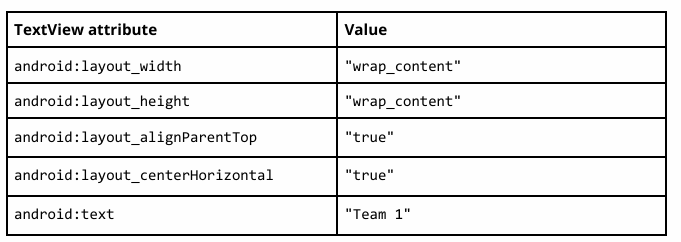 TextView attribute Value
android:layout_width "wrap_content"
android:layout_height "wrap_content"
android:layout_alignParentTop "true"
android:layout_centerHorizontal "true"
android:text "Team 1"